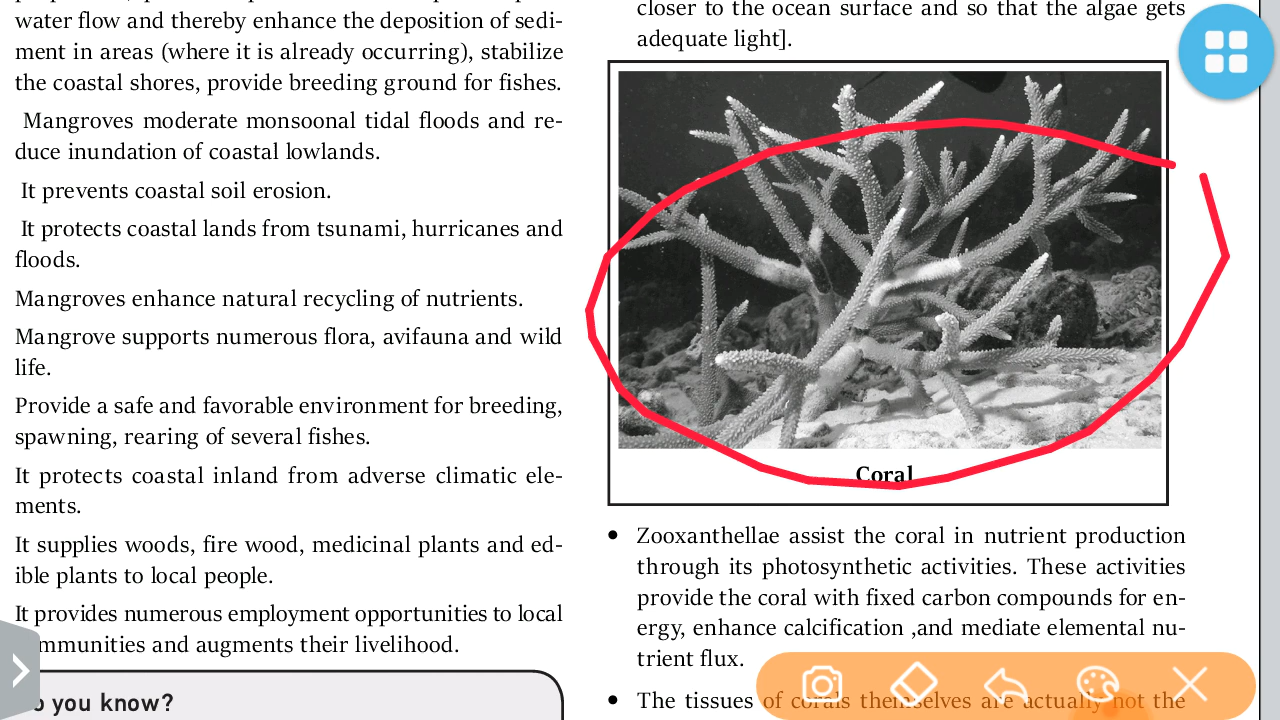 water flow and thereby enhance the deposition of sedi-
ment in areas (where it is already occurring), stabilize
the coastal shores, provide breeding ground for fishes.
Mangroves moderate monsoonal tidal floods and re-
duce inundation of coastal lowlands.
It prevents coastal soil erosion.
It protects coastal lands from tsunami, hurricanes and
floods.
Mangroves enhance natural recycling of nutrients.
Mangrove supports numerous flora, avifauna and wild
life.
Provide a safe and favorable environment for breeding,
spawning, rearing of several fishes.
It protects coastal inland from adverse climatic ele-
ments.
It supplies woods, fire wood, medicinal plants and ed-
ible plants to local people.
It provides numerous employment opportunities to local
mmunities and augments their livelihood.
you know?
closer to the ocean surface and so that the algae gets
adequate light].
Coral
• Zooxanthellae assist the coral in nutrient production
through its photosynthetic activities. These activities
provide the coral with fixed carbon compounds for en-
ergy, enhance calcification ,and mediate elemental nu-
trient flux.
• The tissues of corals themselves are actually not the